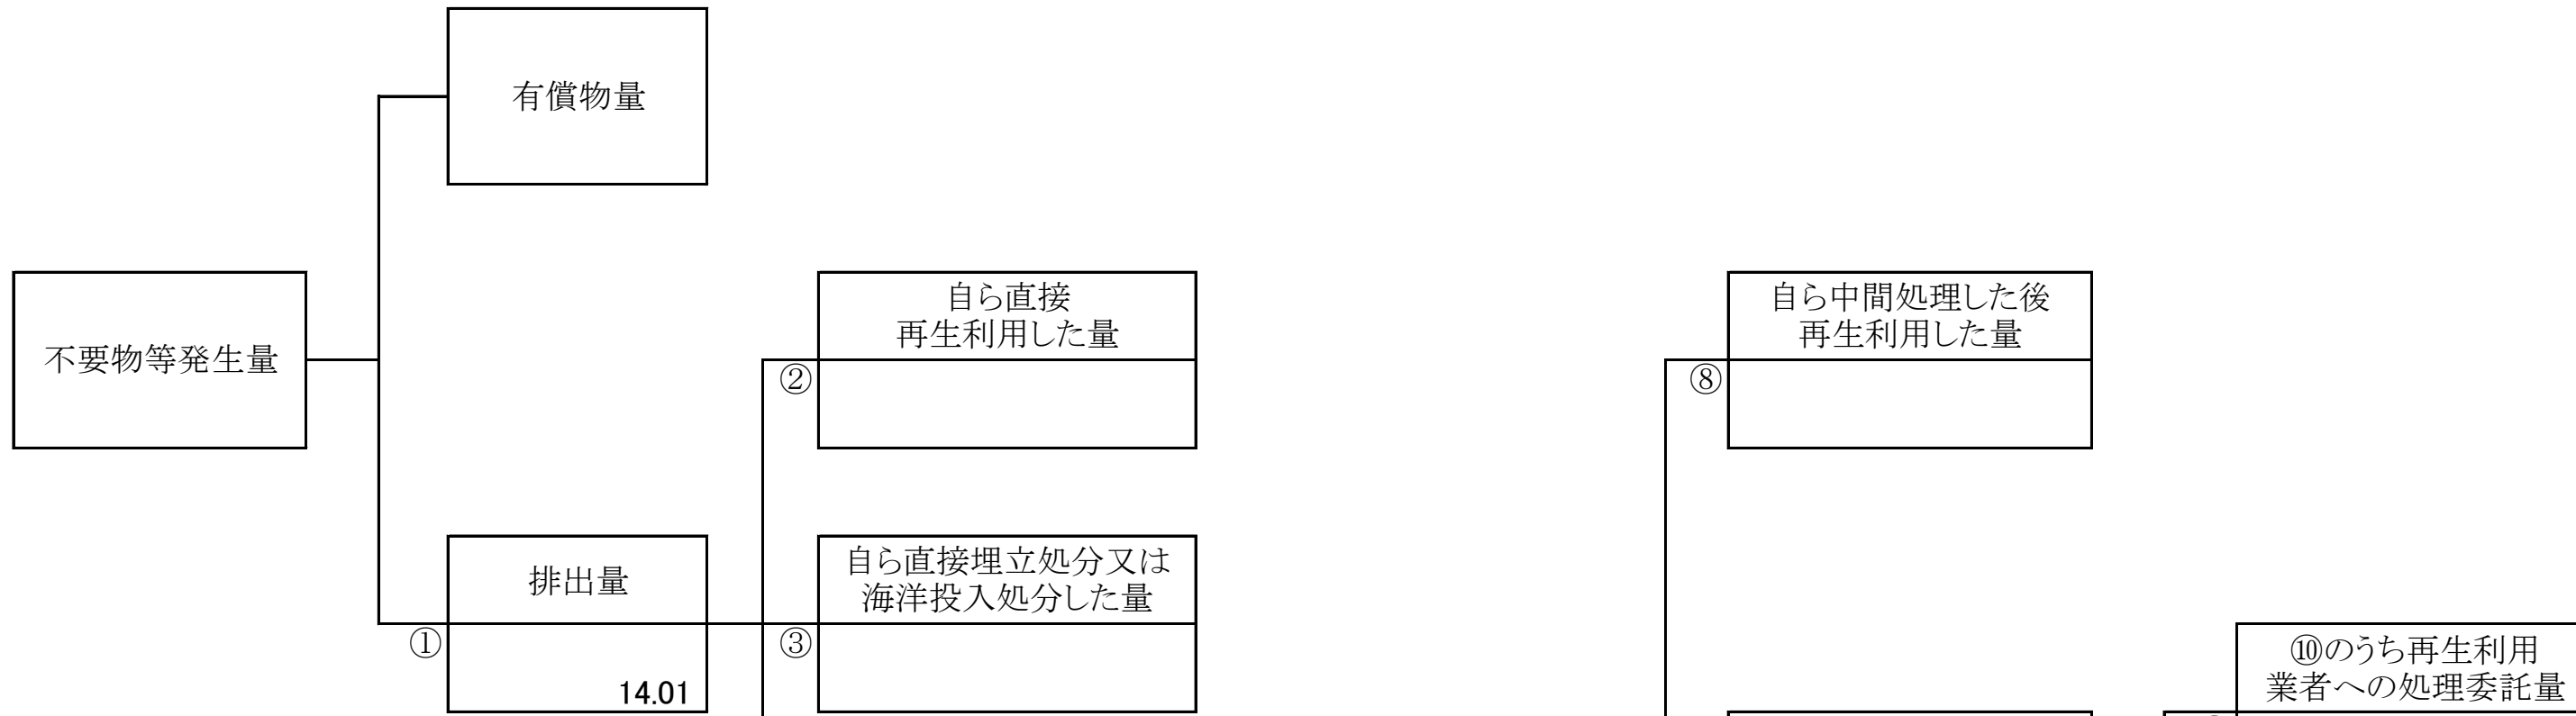 有償物量
不要物等発生量
自ら直接
再生利用した量
②
自ら中間処理した後
再生利用した量
⑧
排出量
①
14.01
自ら直接埋立処分又は
海洋投入処分した量
③
⑩のうち再生利用
業者への処理委託量